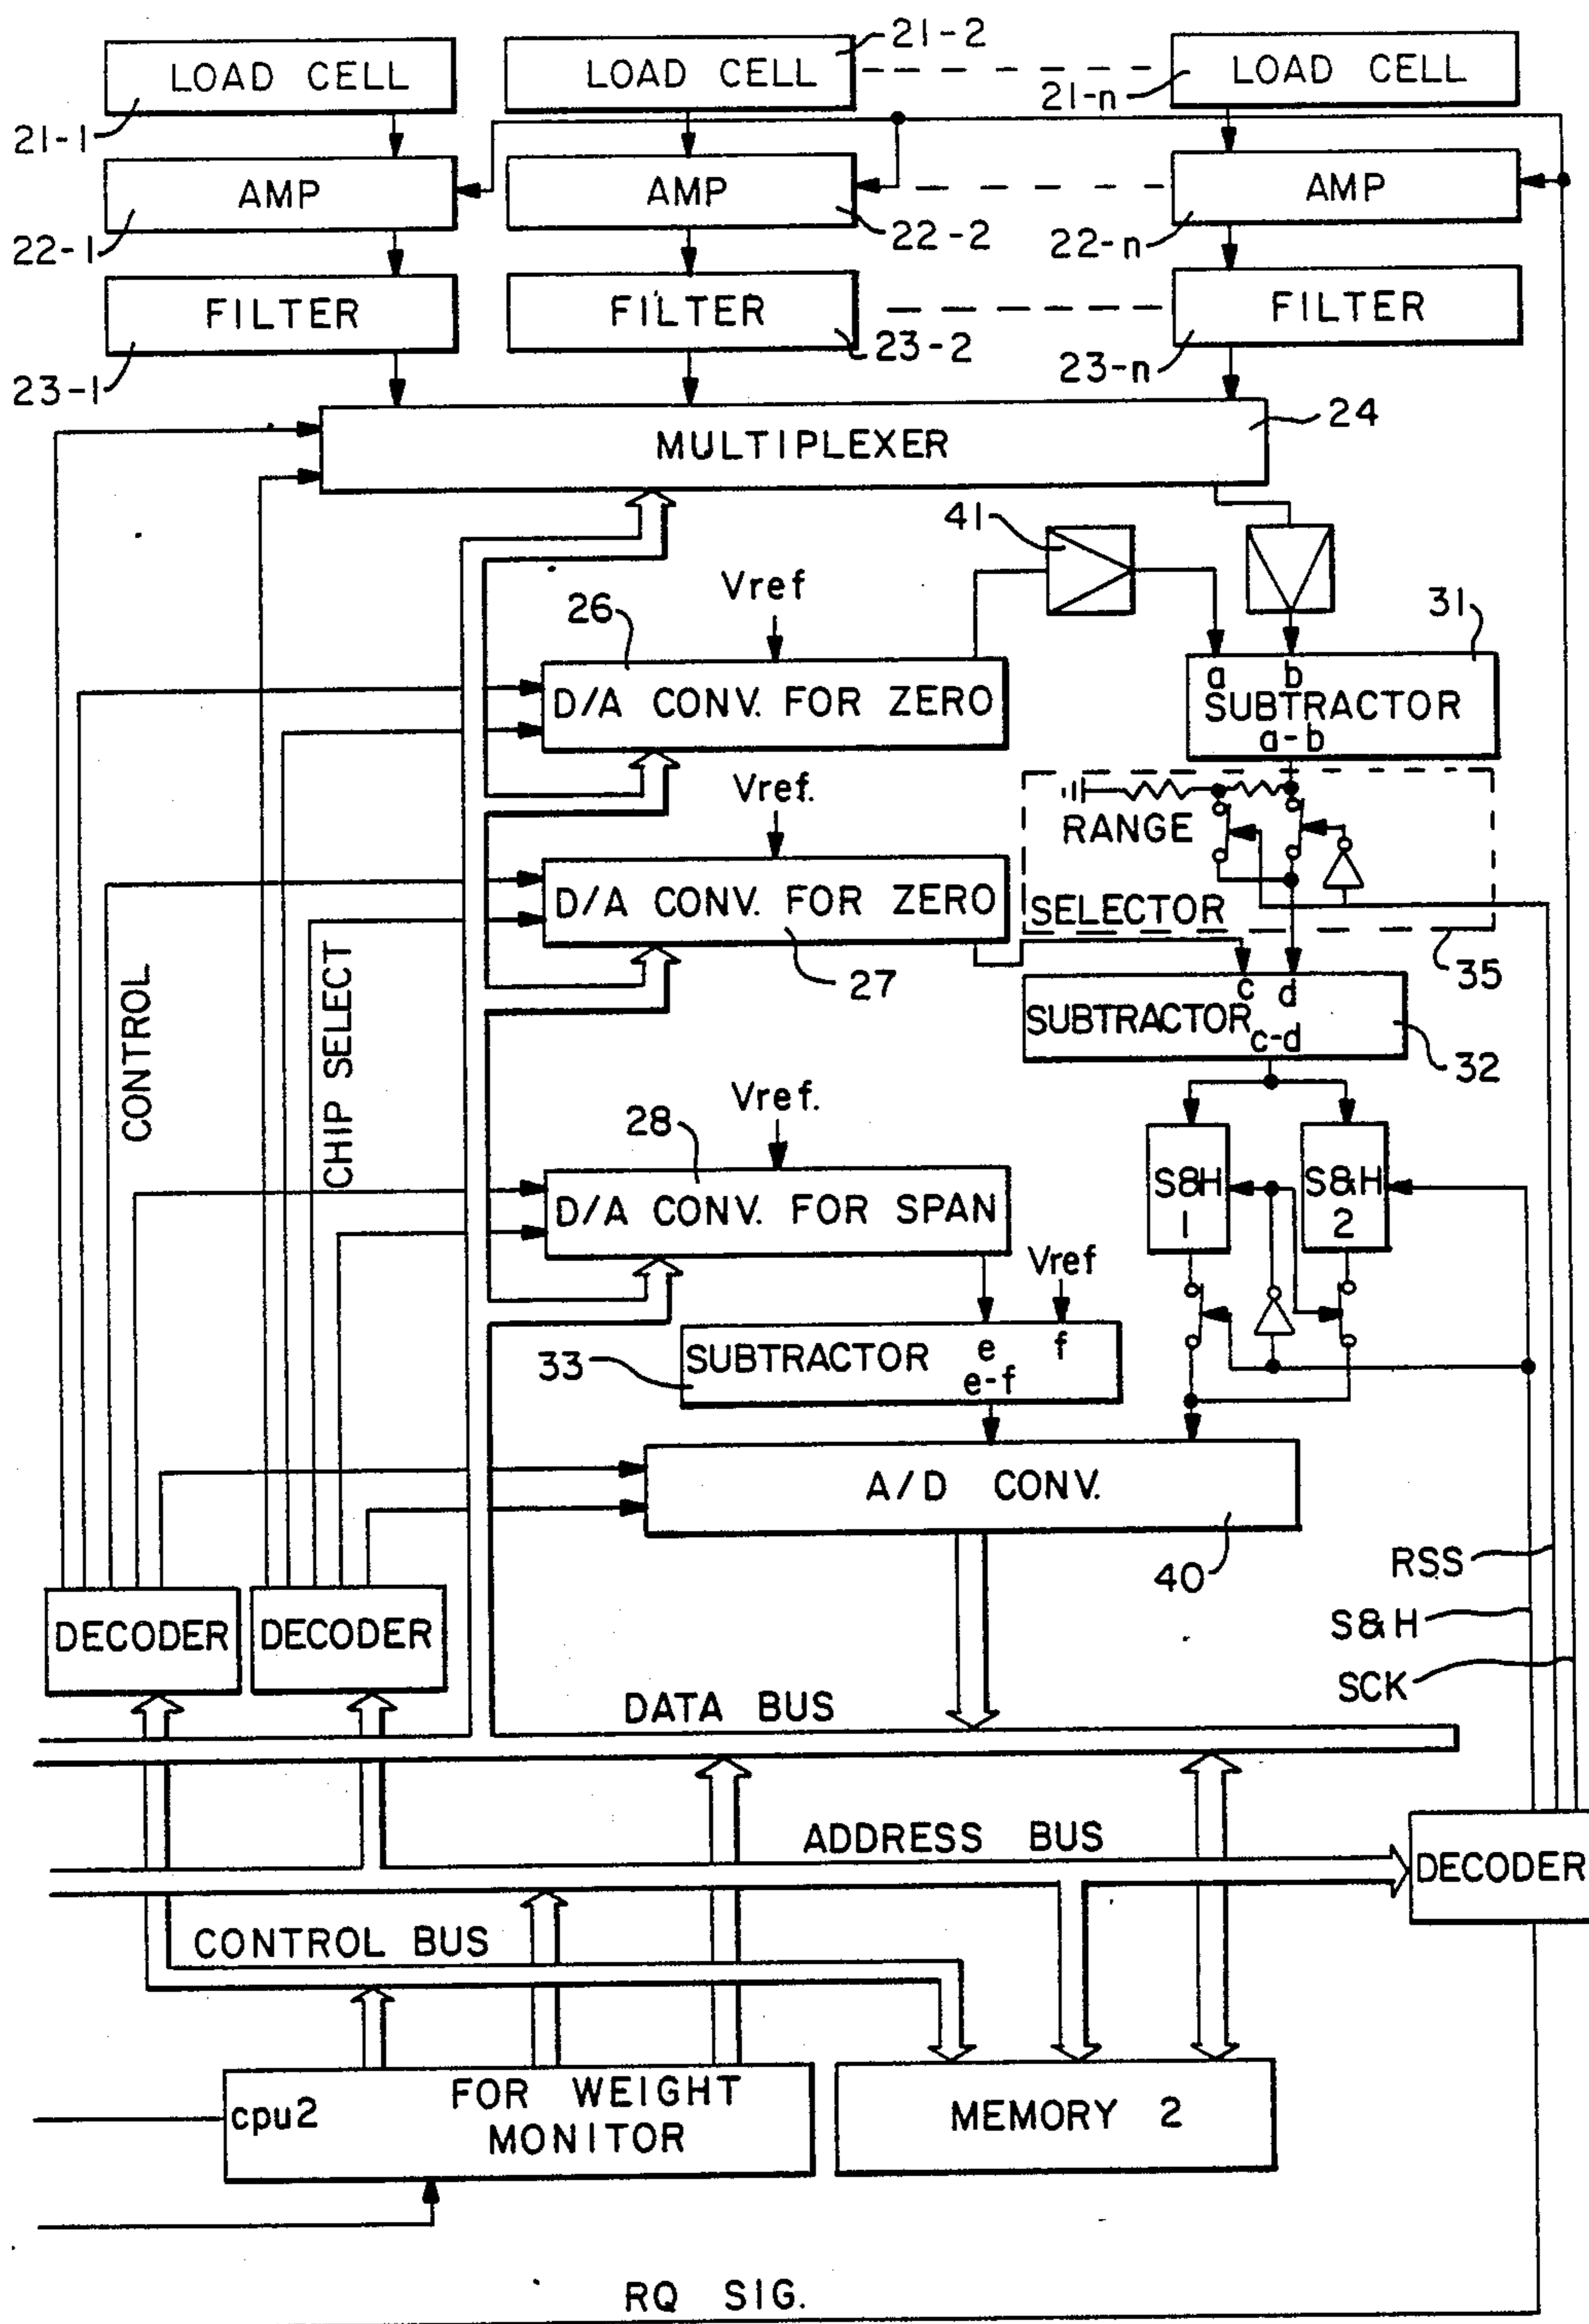 21-2
LOAD CELL
LOAD CELL
LOAD CELL
21-1
21-n
AMP
AMP
AMP
22-1
22-2
22-n
FILTER
FILTER
FILTER
23-1
23-2
23-n
MULTIPLEXER
24
41
Vref
26
31
D/A CONV. FOR ZERO
a b
SUBTRACTOR
a-b
Vref.
RANGE
D/A CONV. FOR ZERO
SELECTOR
27
35
c d
SUBTRACTOR
c-d
32
CONTROL
CHIP SELECT
Vref.
28
D/A CONV. FOR SPAN
S&H
1
S&H
2
Vref
33
SUBTRACTOR
e f
e-f
A/D CONV.
40
RSS
S&H
SCK
DECODER
DECODER
DATA BUS
ADDRESS BUS
DECODER
CONTROL BUS
cpu2
FOR WEIGHT
MONITOR
MEMORY 2
RQ SIG.